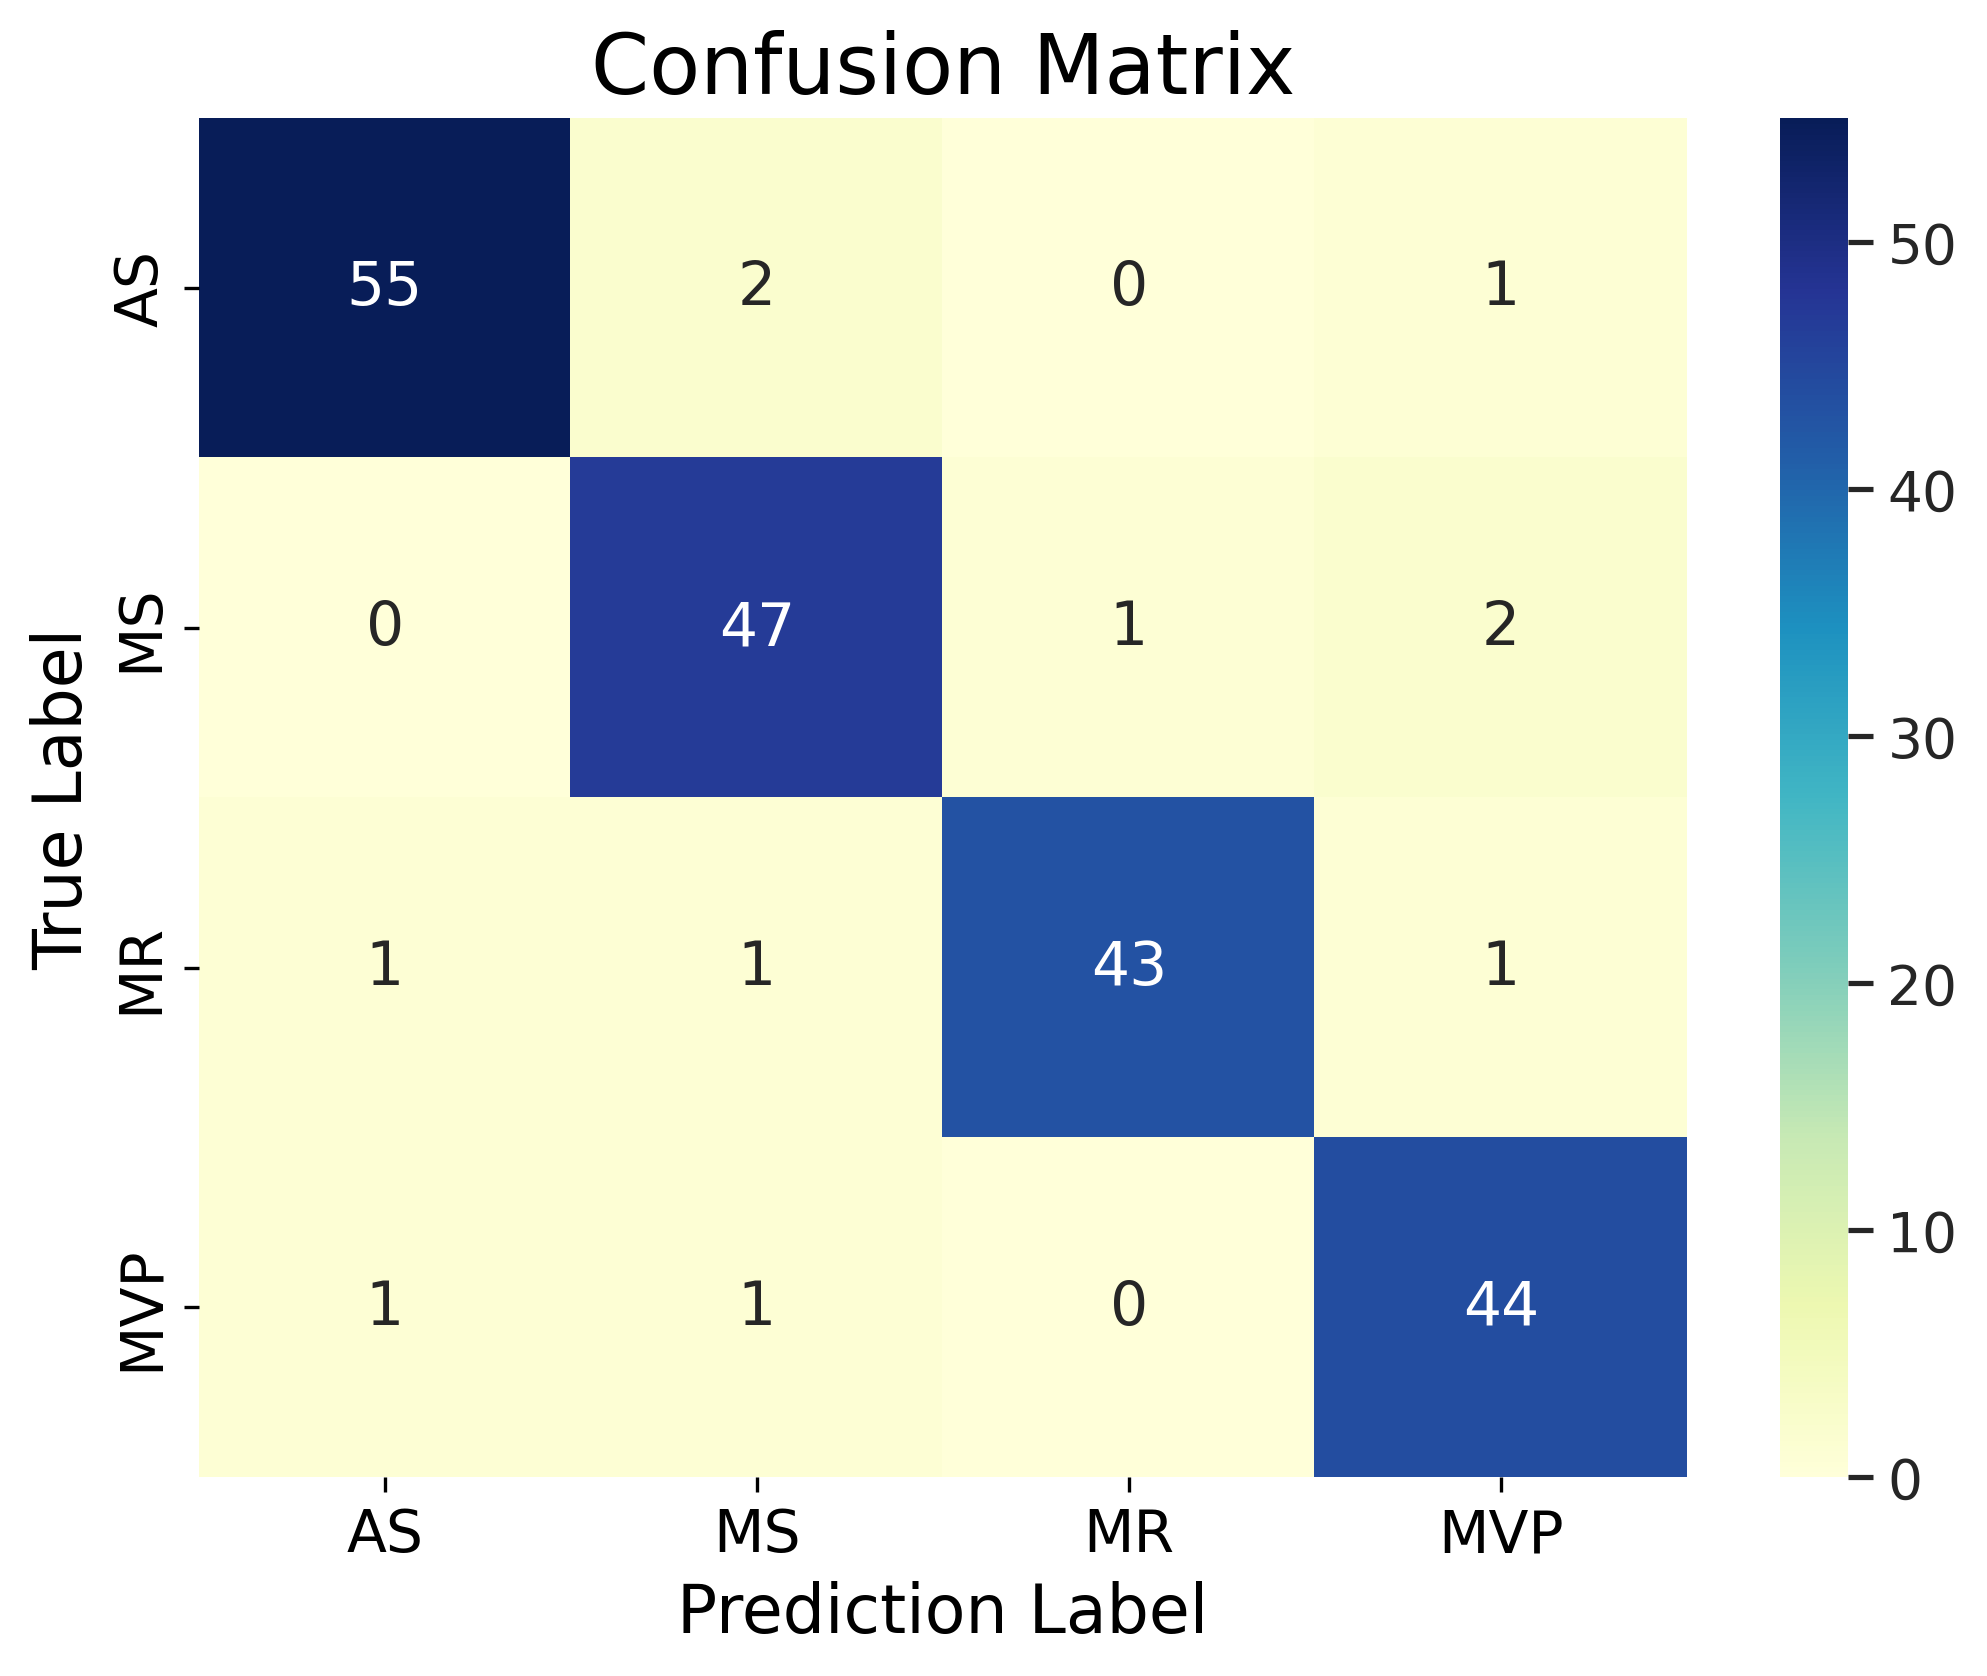 Confusion Matrix
AS 55 2 0 1
MS 0 47 1 2
MR 1 1 43 1
MVP 1 1 0 44
AS MS MR MVP
Prediction Label
True Label
50
40
30
20
10
0